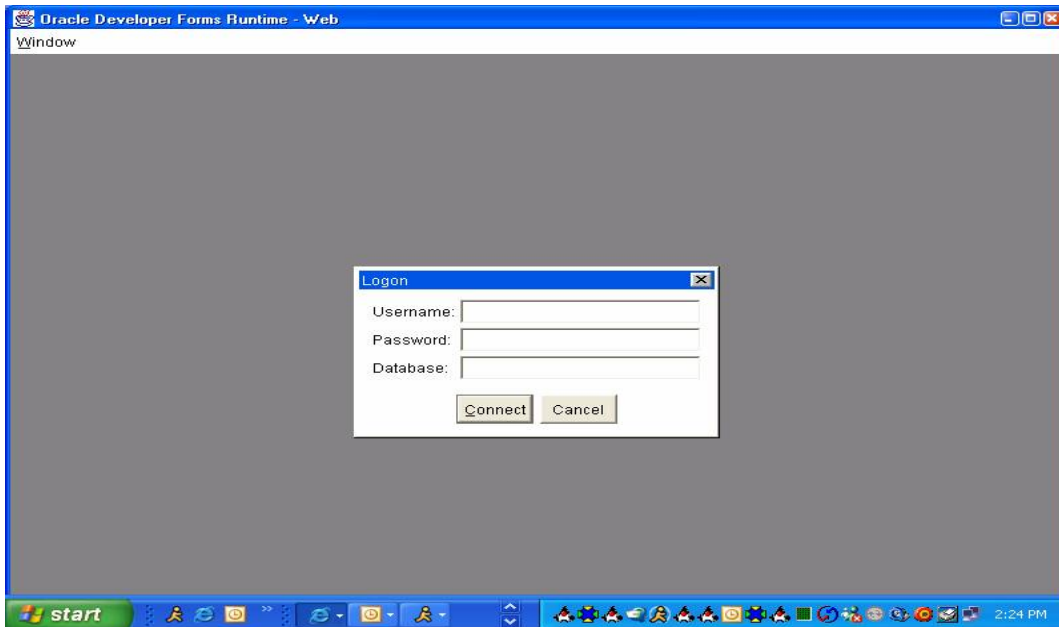 Oracle Developer Forms Runtime - Web
Window
Logon
Username:
Password:
Database:
Connect Cancel
start
2:24 PM